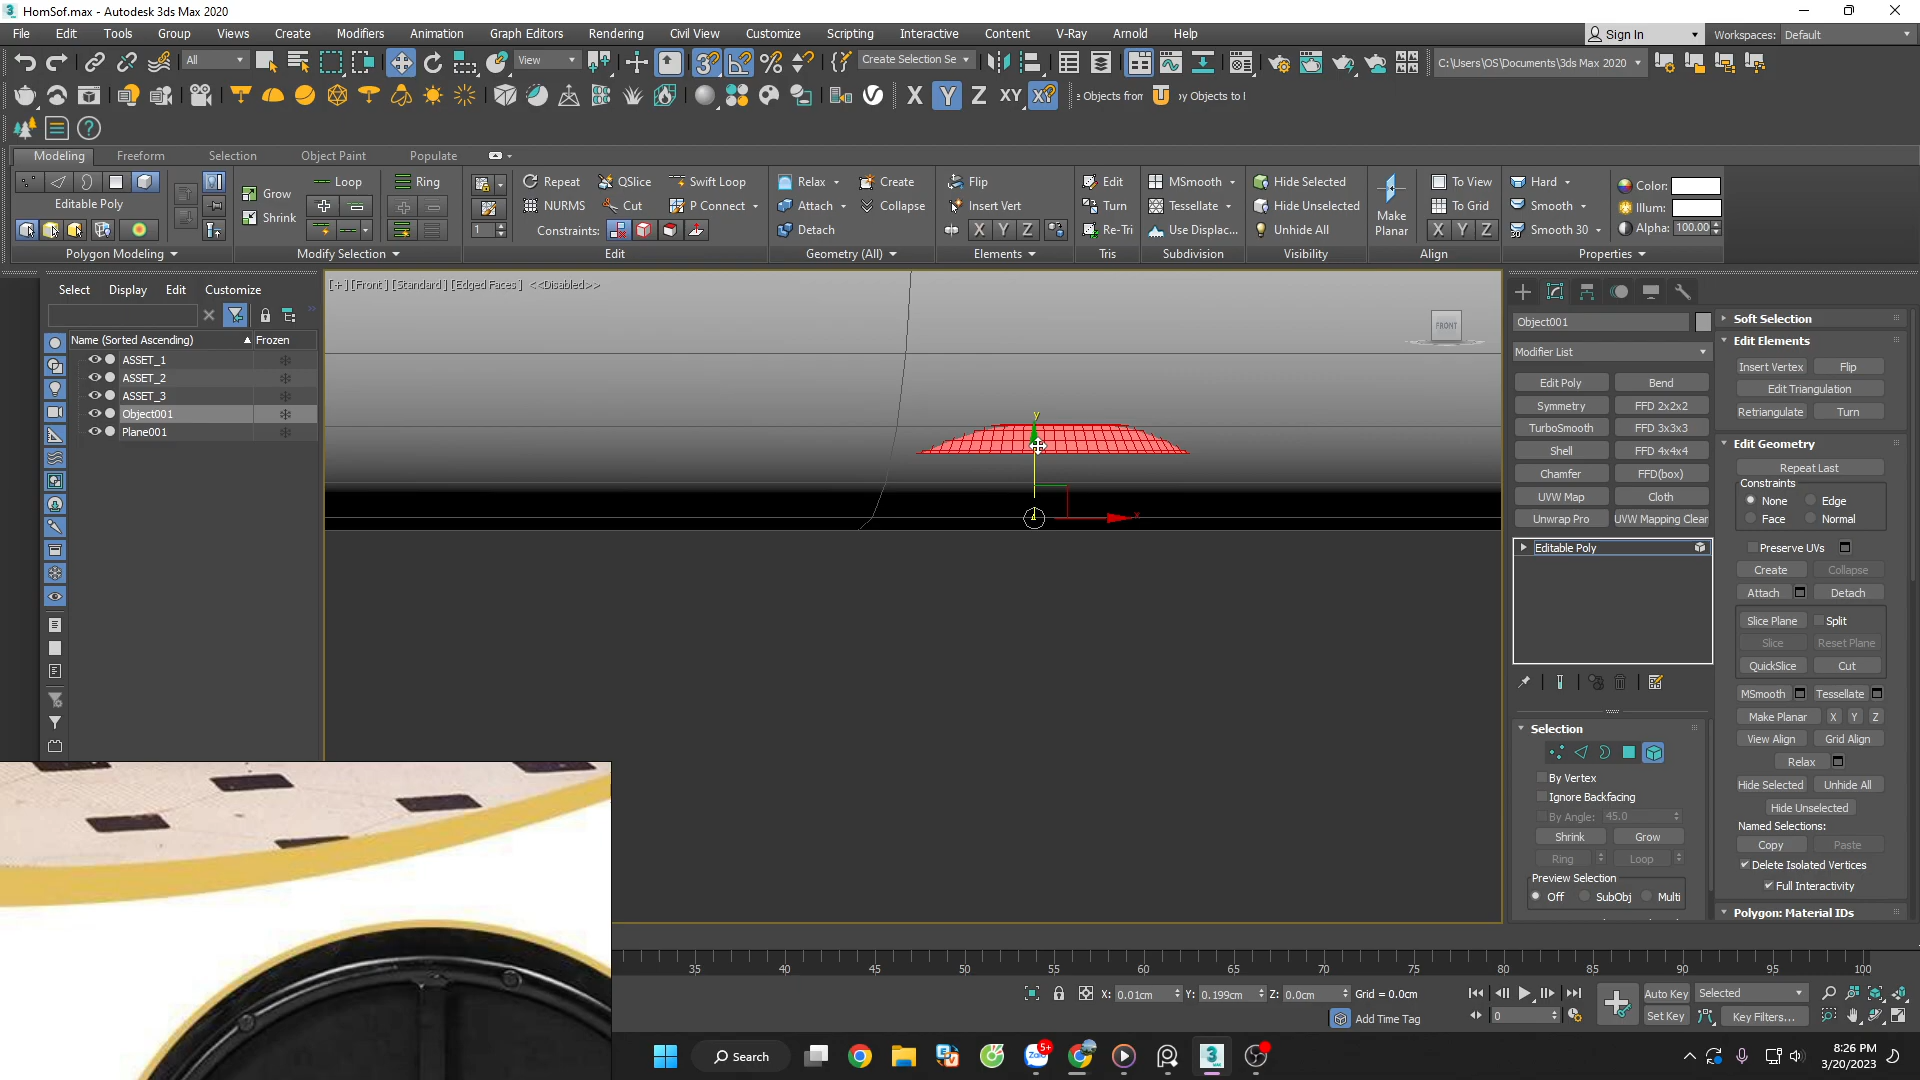 HomSof.max - Autodesk 3ds Max 2020
File Edit Tools Group Views Create Modifiers Animation Graph Editors Rendering Civil View Customize Scripting Interactive Content V-Ray Arnold Help Sign In Workspaces: Default
All View Create Selection Se C:\Users\OS\Documents\3ds Max 2020
X Y Z XY XY e Objects from by Objects to l
Modeling Freeform Selection Object Paint Populate
Loop Ring Repeat QSlice Swift Loop Relax Create Flip Edit MSmooth Hide Selected To View Hard Color:
Grow
Editable Poly NURMS Cut P Connect Attach Collapse Insert Vert Turn Tessellate Hide Unselected Make Planar To Grid Smooth Illum:
Shrink
1 Constraints: Detach X Y Z Re-Tri Use Displac... Unhide All X Y Z Smooth 30 Alpha: 100.00
Polygon Modeling Modify Selection Edit Geometry (All) Elements Tris Subdivision Visibility Align Properties
Select Display Edit Customize
Name (Sorted Ascending) Frozen
ASSET_1
ASSET_2
ASSET_3
Object001
Plane001
[+] [Front] [Standard] [Edged Faces] <<Disabled>>
FRONT
y
x
Object001
Modifier List
Edit Poly Bend
Symmetry FFD 2x2x2
TurboSmooth FFD 3x3x3
Shell FFD 4x4x4
Chamfer FFD(box)
UVW Map Cloth
Unwrap Pro UVW Mapping Clear
Editable Poly
Selection
By Vertex
Ignore Backfacing
By Angle: 45.0
Shrink Grow
Ring Loop
Preview Selection
Off SubObj Multi
Soft Selection
Edit Elements
Insert Vertex Flip
Edit Triangulation
Retriangulate Turn
Edit Geometry
Repeat Last
Constraints
None Edge
Face Normal
Preserve UVs
Create Collapse
Attach Detach
Slice Plane Split
Slice Reset Plane
QuickSlice Cut
MSmooth Tessellate
Make Planar X Y Z
View Align Grid Align
Relax
Hide Selected Unhide All
Hide Unselected
Named Selections:
Copy Paste
Delete Isolated Vertices
Full Interactivity
Polygon: Material IDs
35 40 45 50 55 60 65 70 75 80 85 90 95 100
X: 0.01cm Y: 0.199cm Z: 0.0cm Grid = 0.0cm
Add Time Tag
0
Auto Key Selected
Set Key Key Filters...
Search
Zalo 5+
3
8:26 PM
3/20/2023